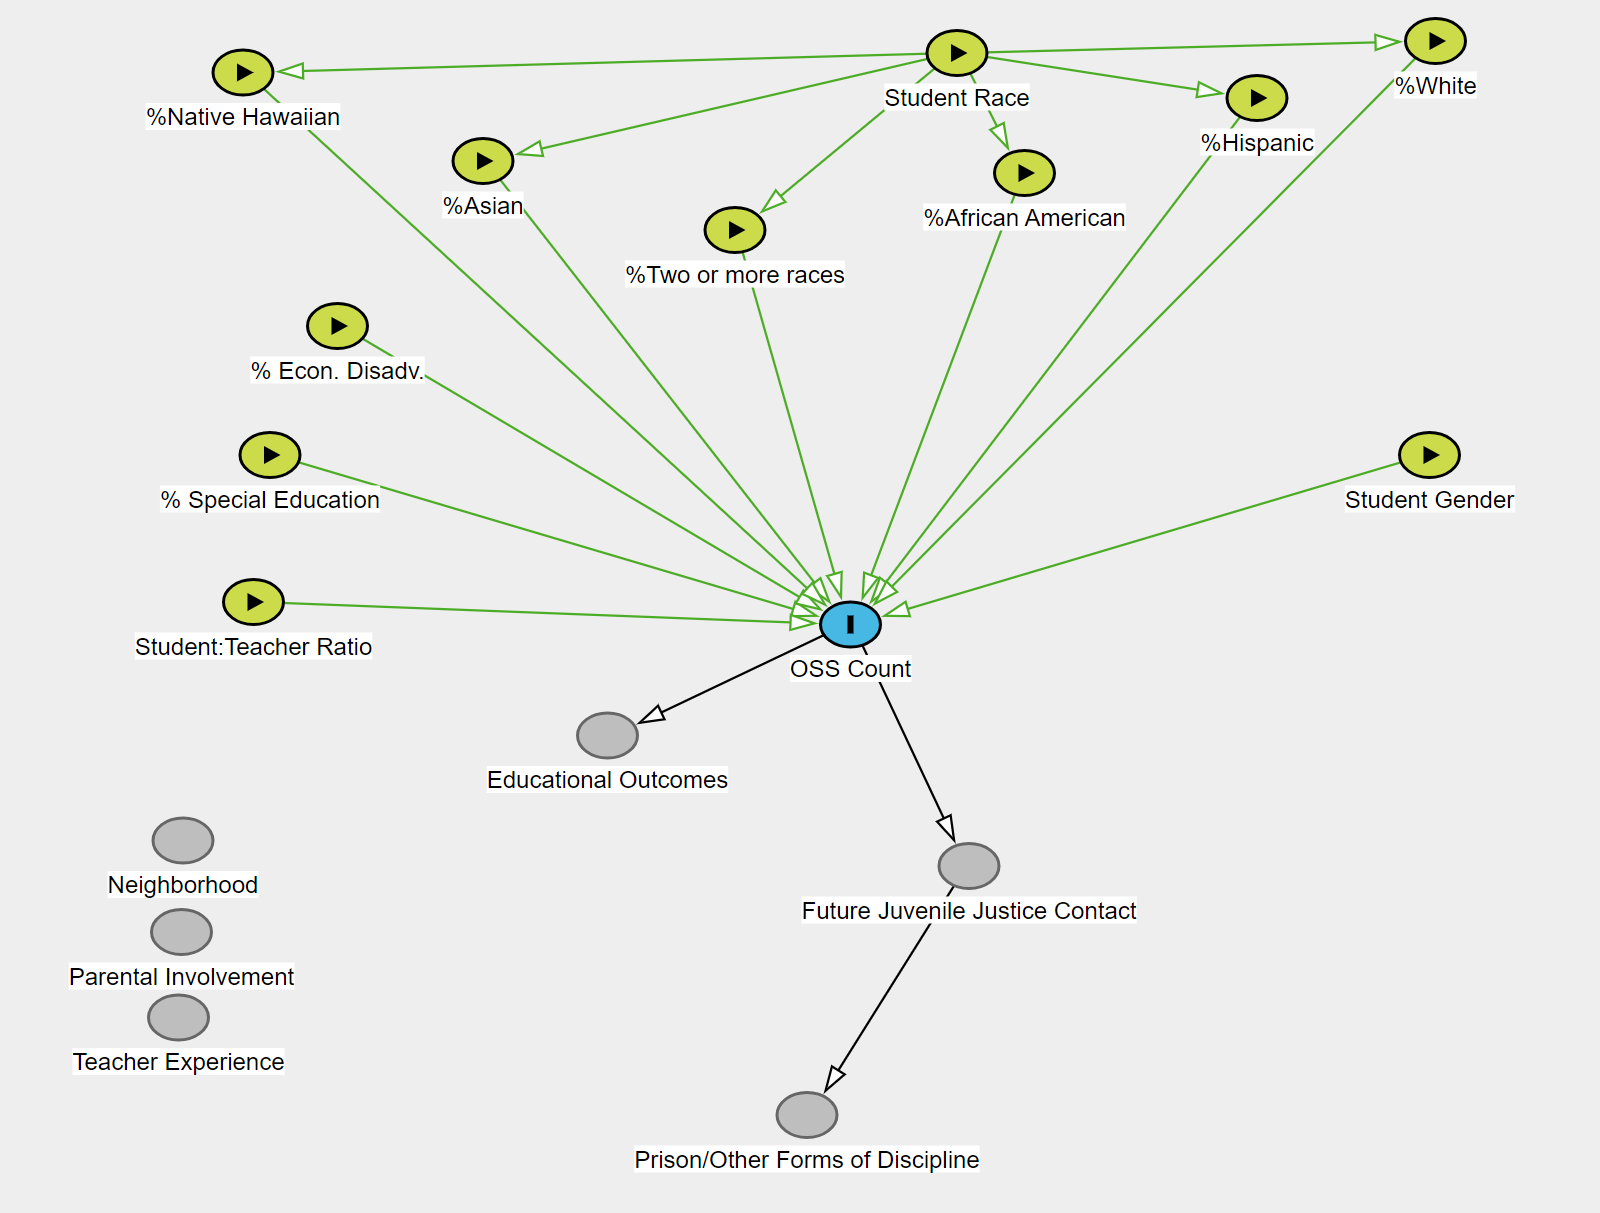 %White
Student Race
%Native Hawaiian
%Hispanic
%Asian
%African American
%Two or more races
% Econ. Disadv.
% Special Education
Student Gender
Student:Teacher Ratio
OSS Count
Educational Outcomes
Neighborhood
Future Juvenile Justice Contact
Parental Involvement
Teacher Experience
Prison/Other Forms of Discipline